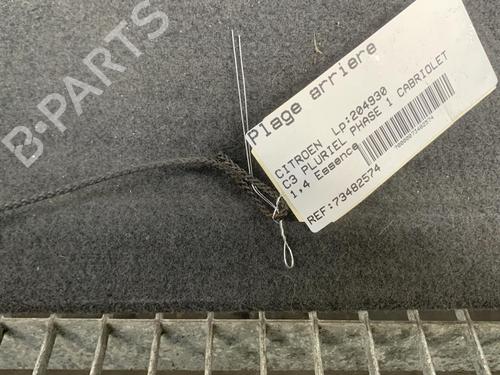 B-PARTS
Plage arriere
CITROEN Lp:204930
C3 PLURIEL PHASE 1 CABRIOLET
1,4 Essence
REF:73482574